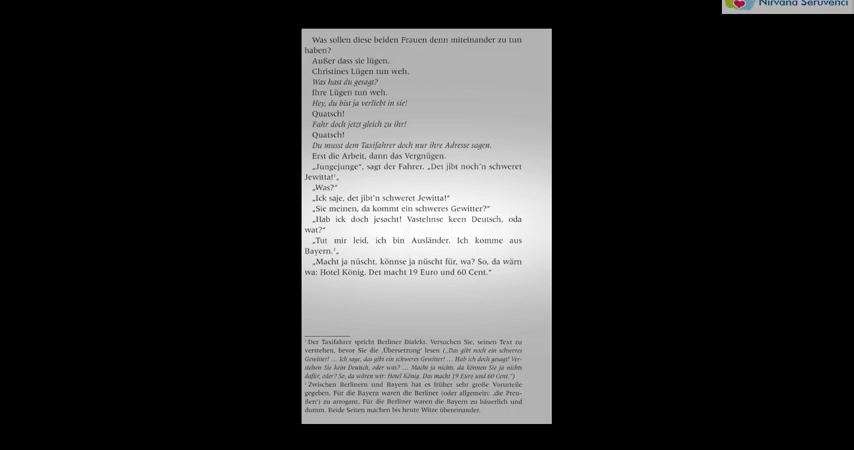 Nirvana Serüvenci
Was sollen diese beiden Frauen denn miteinander zu tun
haben?
Außer dass sie lügen.
Christines Lügen tun weh.
Was hast du gesagt?
Ihre Lügen tun weh.
Hey, du bist ja verliebt in sie!
Quatsch!
Fahr doch jetzt gleich zu ihr!
Quatsch!
Du musst dem Taxifahrer doch nur ihre Adresse sagen.
Erst die Arbeit, dann das Vergnügen.
„Jungejunge“, sagt der Fahrer. „Det jibt noch’n schweret
Jewitta!¹„
„Was?“
„Ick saje, det jibt’n schweret Jewitta!“
„Sie meinen, da kommt ein schweres Gewitter?“
„Hab ick doch jesacht! Vastehnse keen Deutsch, oda
wat?“
„Tut mir leid, ich bin Ausländer. Ich komme aus
Bayern.²„
„Macht ja nüscht, könnse ja nüscht für, wa? So, da wärn
wa: Hotel König. Det macht 19 Euro und 60 Cent.“
¹ Der Taxifahrer spricht Berliner Dialekt. Versuchen Sie, seinen Text zu
verstehen, bevor Sie die ‚Übersetzung‘ lesen („Das gibt noch ein schweres
Gewitter! ... Ich sage, das gibt ein schweres Gewitter! ... Hab ich doch gesagt! Ver-
stehen Sie kein Deutsch, oder was? ... Macht ja nichts, da können Sie ja nichts
dafür, oder? So, da wären wir: Hotel König. Das macht 19 Euro und 60 Cent.“)
² Zwischen Berlinern und Bayern hat es früher sehr große Vorurteile
gegeben. Für die Bayern waren die Berliner (oder allgemein: ‚die Preu-
ßen‘) zu arrogant. Für die Berliner waren die Bayern zu bäuerlich und
dumm. Beide Seiten machen bis heute Witze übereinander.